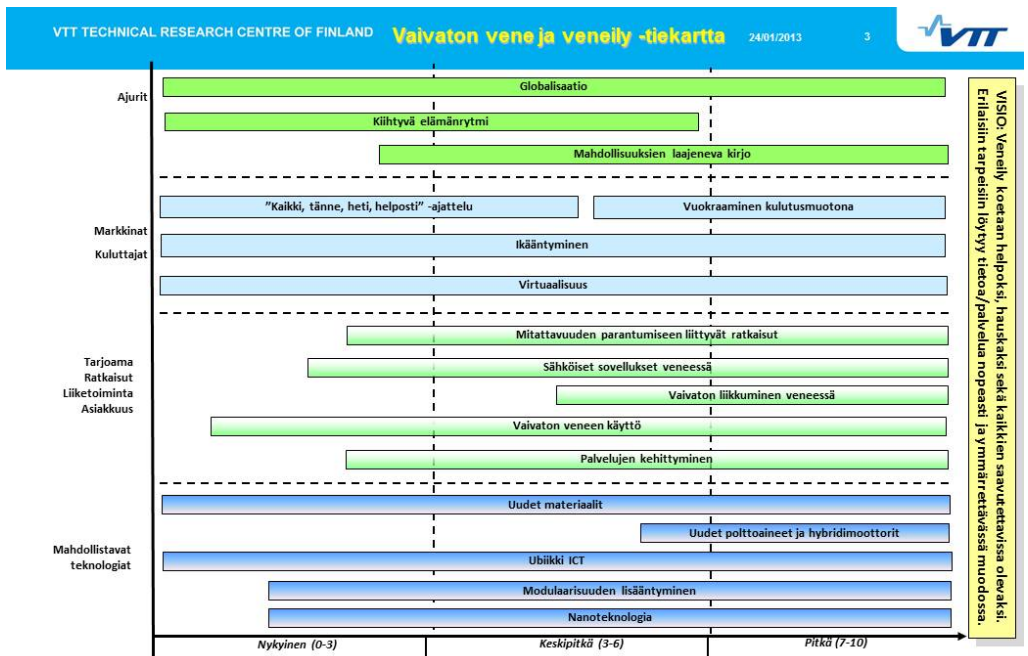 VTT TECHNICAL RESEARCH CENTRE OF FINLAND
Vaivaton vene ja veneily -tiekartta
24/01/2013
3
VTT
Ajurit
Globalisaatio
Kiihtyvä elämänrytmi
Mahdollisuuksien laajeneva kirjo
Markkinat
Kuluttajat
”Kaikki, tänne, heti, helposti” -ajattelu
Vuokraaminen kulutusmuotona
Ikääntyminen
Virtuaalisuus
Tarjoama
Ratkaisut
Liiketoiminta
Asiakkuus
Mitattavuuden parantumiseen liittyvät ratkaisut
Sähköiset sovellukset veneessä
Vaivaton liikkuminen veneessä
Vaivaton veneen käyttö
Palvelujen kehittyminen
Mahdollistavat
teknologiat
Uudet materiaalit
Uudet polttoaineet ja hybridimoottorit
Ubiikki ICT
Modulaarisuuden lisääntyminen
Nanoteknologia
Nykyinen (0-3)
Keskipitkä (3-6)
Pitkä (7-10)
VISIO: Veneily koetaan helpoksi, hauskaksi sekä kaikkien saavutettavissa olevaksi.
Erilaisiin tarpeisiin löytyy tietoa/palvelua nopeasti ja ymmärrettävässä muodossa.